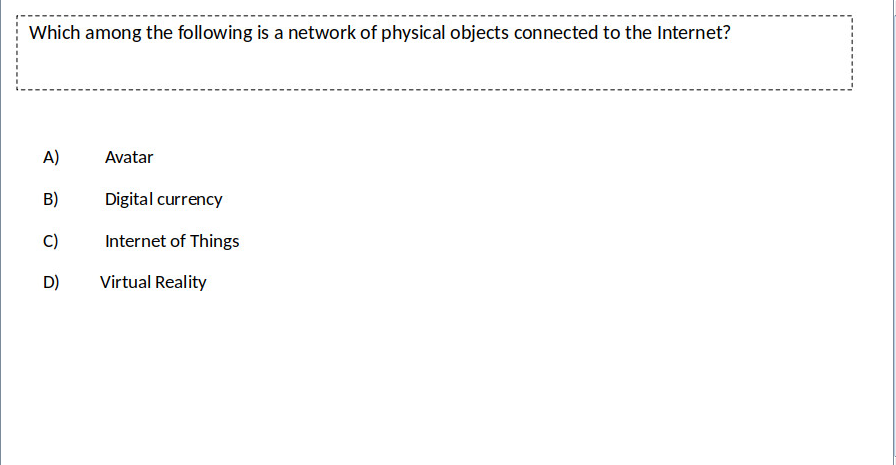 Which among the following is a network of physical objects connected to the Internet?
A) Avatar
B) Digital currency
C) Internet of Things
D) Virtual Reality